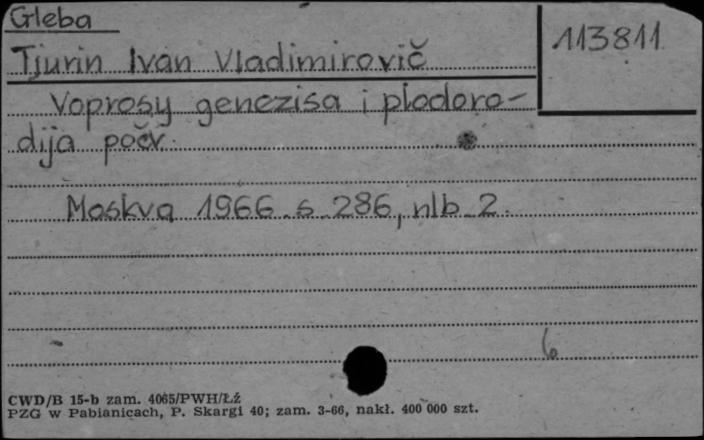 Gleba
113811
Tjurin Ivan Vladimirovič
Voprosy genezisa i plodoro-
dija počv.
Moskva 1966 s 286, nlb 2.
6
CWD/B 15-b zam. 4065/PWH/Łź
PZG w Pabianicach, P. Skargi 40; zam. 3-66, nakł. 400 000 szt.